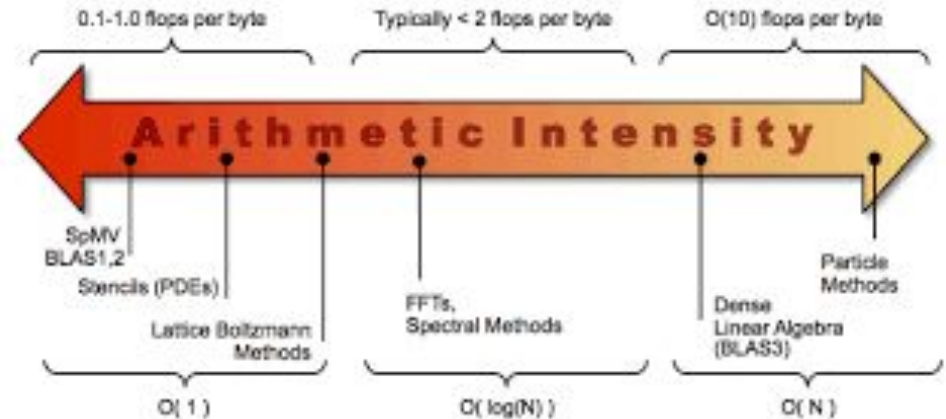 0.1-1.0 flops per byte
Typically < 2 flops per byte
O(10) flops per byte
Arithmetic Intensity
SpMV
BLAS1,2
Stencils (PDEs)
Lattice Boltzmann
Methods
FFTs,
Spectral Methods
Dense
Linear Algebra
(BLAS3)
Particle
Methods
O( 1 )
O( log(N) )
O( N )